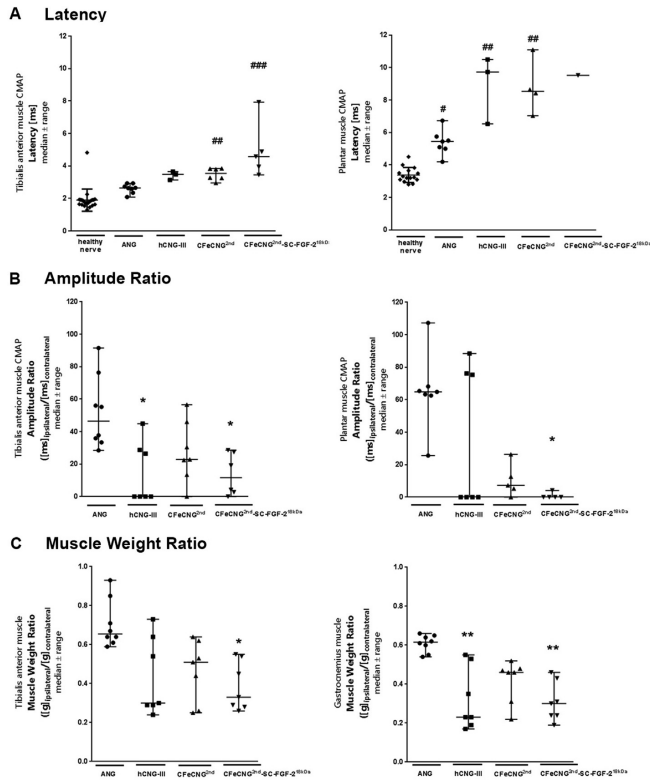 A Latency
Tibialis anterior muscle CMAP
Latency [ms]
median ± range
12
10
8
6
4
2
0
##
###
healthy nerve
ANG
hCNG-III
CFeCNG2nd
CFeCNG2nd-SC-FGF-218kDa
Plantar muscle CMAP
Latency [ms]
median ± range
12
10
8
6
4
2
0
#
##
##
healthy nerve
ANG
hCNG-III
CFeCNG2nd
CFeCNG2nd-SC-FGF-218kDa
B Amplitude Ratio
Tibialis anterior muscle CMAP
Amplitude Ratio
([ms]ipsilateral/[ms]contralateral
median ± range
120
100
80
60
40
20
0
*
*
ANG
hCNG-III
CFeCNG2nd
CFeCNG2nd-SC-FGF-218kDa
Plantar muscle CMAP
Amplitude Ratio
([ms]ipsilateral/[ms]contralateral
median ± range
120
100
80
60
40
20
0
*
ANG
hCNG-III
CFeCNG2nd
CFeCNG2nd-SC-FGF-218kDa
C Muscle Weight Ratio
Tibialis anterior muscle
Muscle Weight Ratio
([g]ipsilateral/[g]contralateral
median ± range
1.0
0.8
0.6
0.4
0.2
0.0
*
ANG
hCNG-III
CFeCNG2nd
CFeCNG2nd-SC-FGF-218kDa
Gastrocnemius muscle
Muscle Weight Ratio
([g]ipsilateral/[g]contralateral
median ± range
1.0
0.8
0.6
0.4
0.2
**
**
ANG
hCNG-III
CFeCNG2nd
CFeCNG2nd-SC-FGF-218kDa